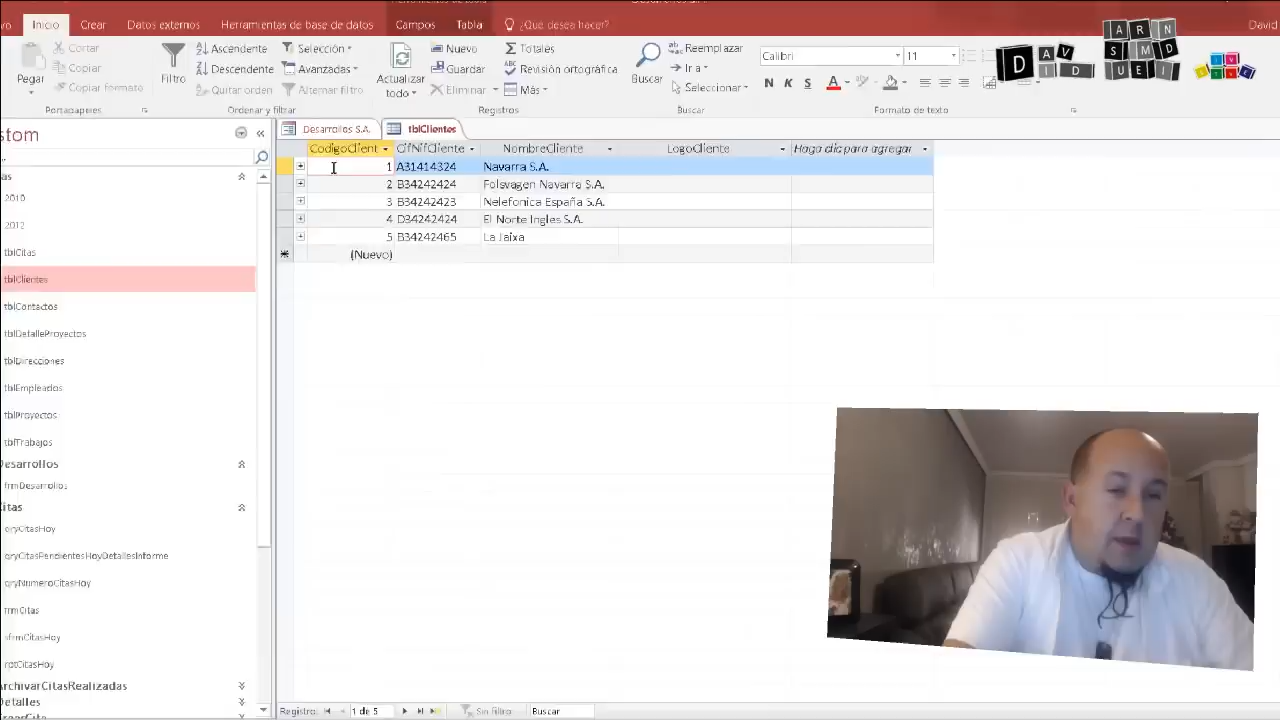 Inicio Crear Datos externos Herramientas de base de datos Campos Tabla ¿Qué desea hacer? David
Pegar
Cortar
Copiar
Copiar formato
Portapapeles
Filtro
Ascendente
Descendente
Quitar orden
Selección
Avanzadas
Ordenar y filtrar
Actualizar
todo
Nuevo
Guardar
Eliminar
Totales
Revisión ortográfica
Más
Registros
Buscar
Reemplazar
Ir a
Seleccionar
Buscar
Calibri 11
N K S A
Formato de texto
DAVID ARNSMDUEI
stom
as
2010
2012
tblCitas
tblClientes
tblContactos
tblDetalleProyectos
tblDirecciones
tblEmpleados
tblProyectos
tblTrabajos
Desarrollos
frmDesarrollos
Citas
qryCitasHoy
qryCitasPendientesHoyDetallesInforme
qryNumeroCitasHoy
frmCitas
sfrmCitasHoy
rptCitasHoy
ArchivarCitasRealizadas
Detalles
Desarrollos S.A. tblClientes
CodigoClient CifNifCliente NombreCliente LogoCliente Haga clic para agregar
1 A31414324 Navarra S.A.
2 B34242424 Folsvagen Navarra S.A.
3 B34242423 Nelefonica España S.A.
4 D34242424 El Norte Ingles S.A.
5 B34242465 La Jaixa
(Nuevo)
Registro: 1 de 5 Sin Filtro Buscar